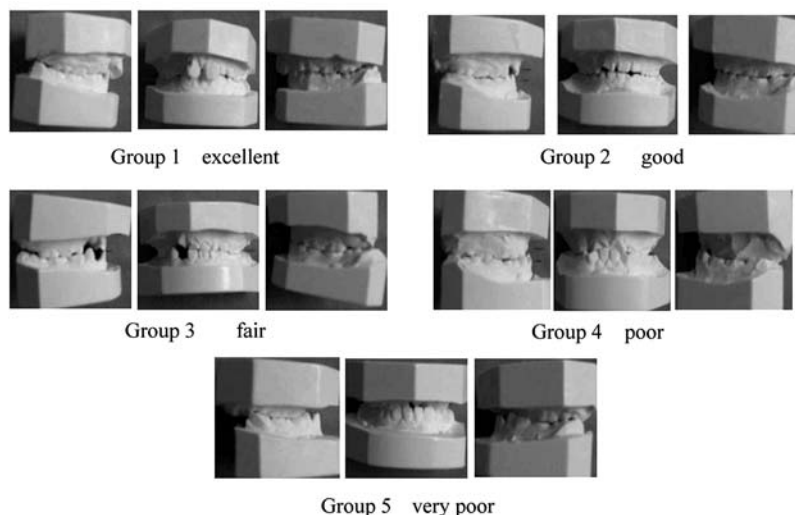 Group 1 excellent
Group 2 good
Group 3 fair
Group 4 poor
Group 5 very poor